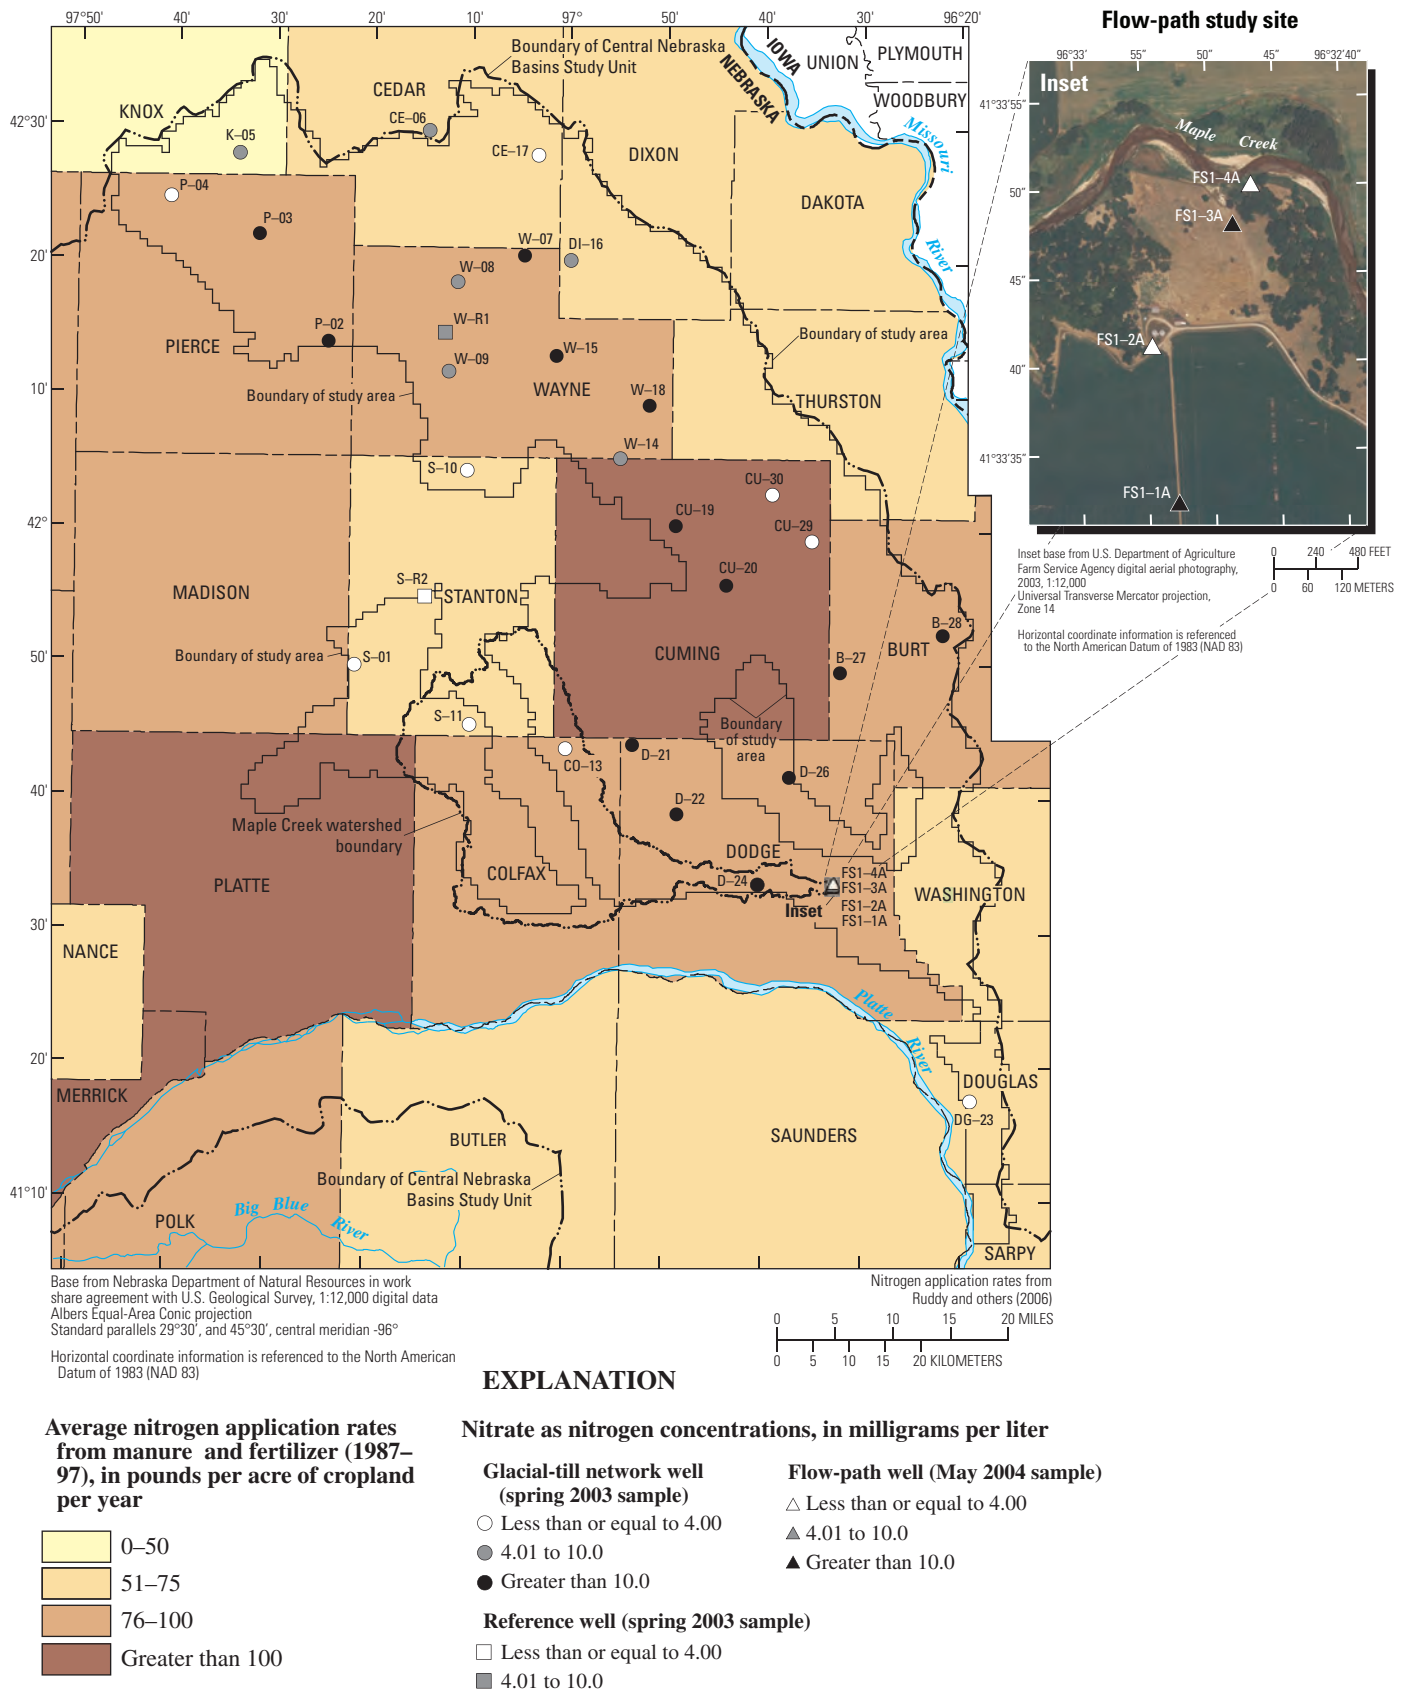 Flow-path study site
97°50' 40' 30' 20' 10' 97° 50' 40' 30' 96°20'
Boundary of Central Nebraska
Basins Study Unit
IOWA
NEBRASKA
UNION
PLYMOUTH
WOODBURY
Missouri
River
KNOX
CEDAR
DIXON
DAKOTA
42°30'
K–05
CE–06
CE–17
P–04
P–03
20'
W–07
DI–16
W–08
W–R1
P–02
PIERCE
W–09
W–15
Boundary of study area
10'
Boundary of study area
WAYNE
W–18
THURSTON
W–14
S–10
CU–30
CU–19
CU–29
42°
CU–20
MADISON
S–R2
STANTON
B–28
Boundary of study area
S–01
50'
CUMING
B–27
BURT
S–11
Boundary
of study
area
CO–13
D–21
D–26
40'
D–22
Maple Creek watershed
boundary
DODGE
COLFAX
D–24
FS1–4A
FS1–3A
FS1–2A
FS1–1A
Inset
PLATTE
WASHINGTON
30'
NANCE
Platte
River
20'
MERRICK
DOUGLAS
DG–23
BUTLER
SAUNDERS
Boundary of Central Nebraska
Basins Study Unit
41°10'
Big Blue
River
POLK
SARPY
96°33' 55" 50" 45" 96°32'40"
Inset
41°33'55"
Maple Creek
FS1–4A
50"
FS1–3A
45"
FS1–2A
40"
41°33'35"
FS1–1A
Inset base from U.S. Department of Agriculture
Farm Service Agency digital aerial photography,
2003, 1:12,000
Universal Transverse Mercator projection,
Zone 14
Horizontal coordinate information is referenced
to the North American Datum of 1983 (NAD 83)
0 240 480 FEET
0 60 120 METERS
Base from Nebraska Department of Natural Resources in work
share agreement with U.S. Geological Survey, 1:12,000 digital data
Albers Equal-Area Conic projection
Standard parallels 29°30', and 45°30', central meridian -96°
Horizontal coordinate information is referenced to the North American
Datum of 1983 (NAD 83)
Nitrogen application rates from
Ruddy and others (2006)
0 5 10 15 20 MILES
0 5 10 15 20 KILOMETERS
EXPLANATION
Average nitrogen application rates
from manure and fertilizer (1987–
97), in pounds per acre of cropland
per year
0–50
51–75
76–100
Greater than 100
Nitrate as nitrogen concentrations, in milligrams per liter
Glacial-till network well
(spring 2003 sample)
Less than or equal to 4.00
4.01 to 10.0
Greater than 10.0
Reference well (spring 2003 sample)
Less than or equal to 4.00
4.01 to 10.0
Flow-path well (May 2004 sample)
Less than or equal to 4.00
4.01 to 10.0
Greater than 10.0